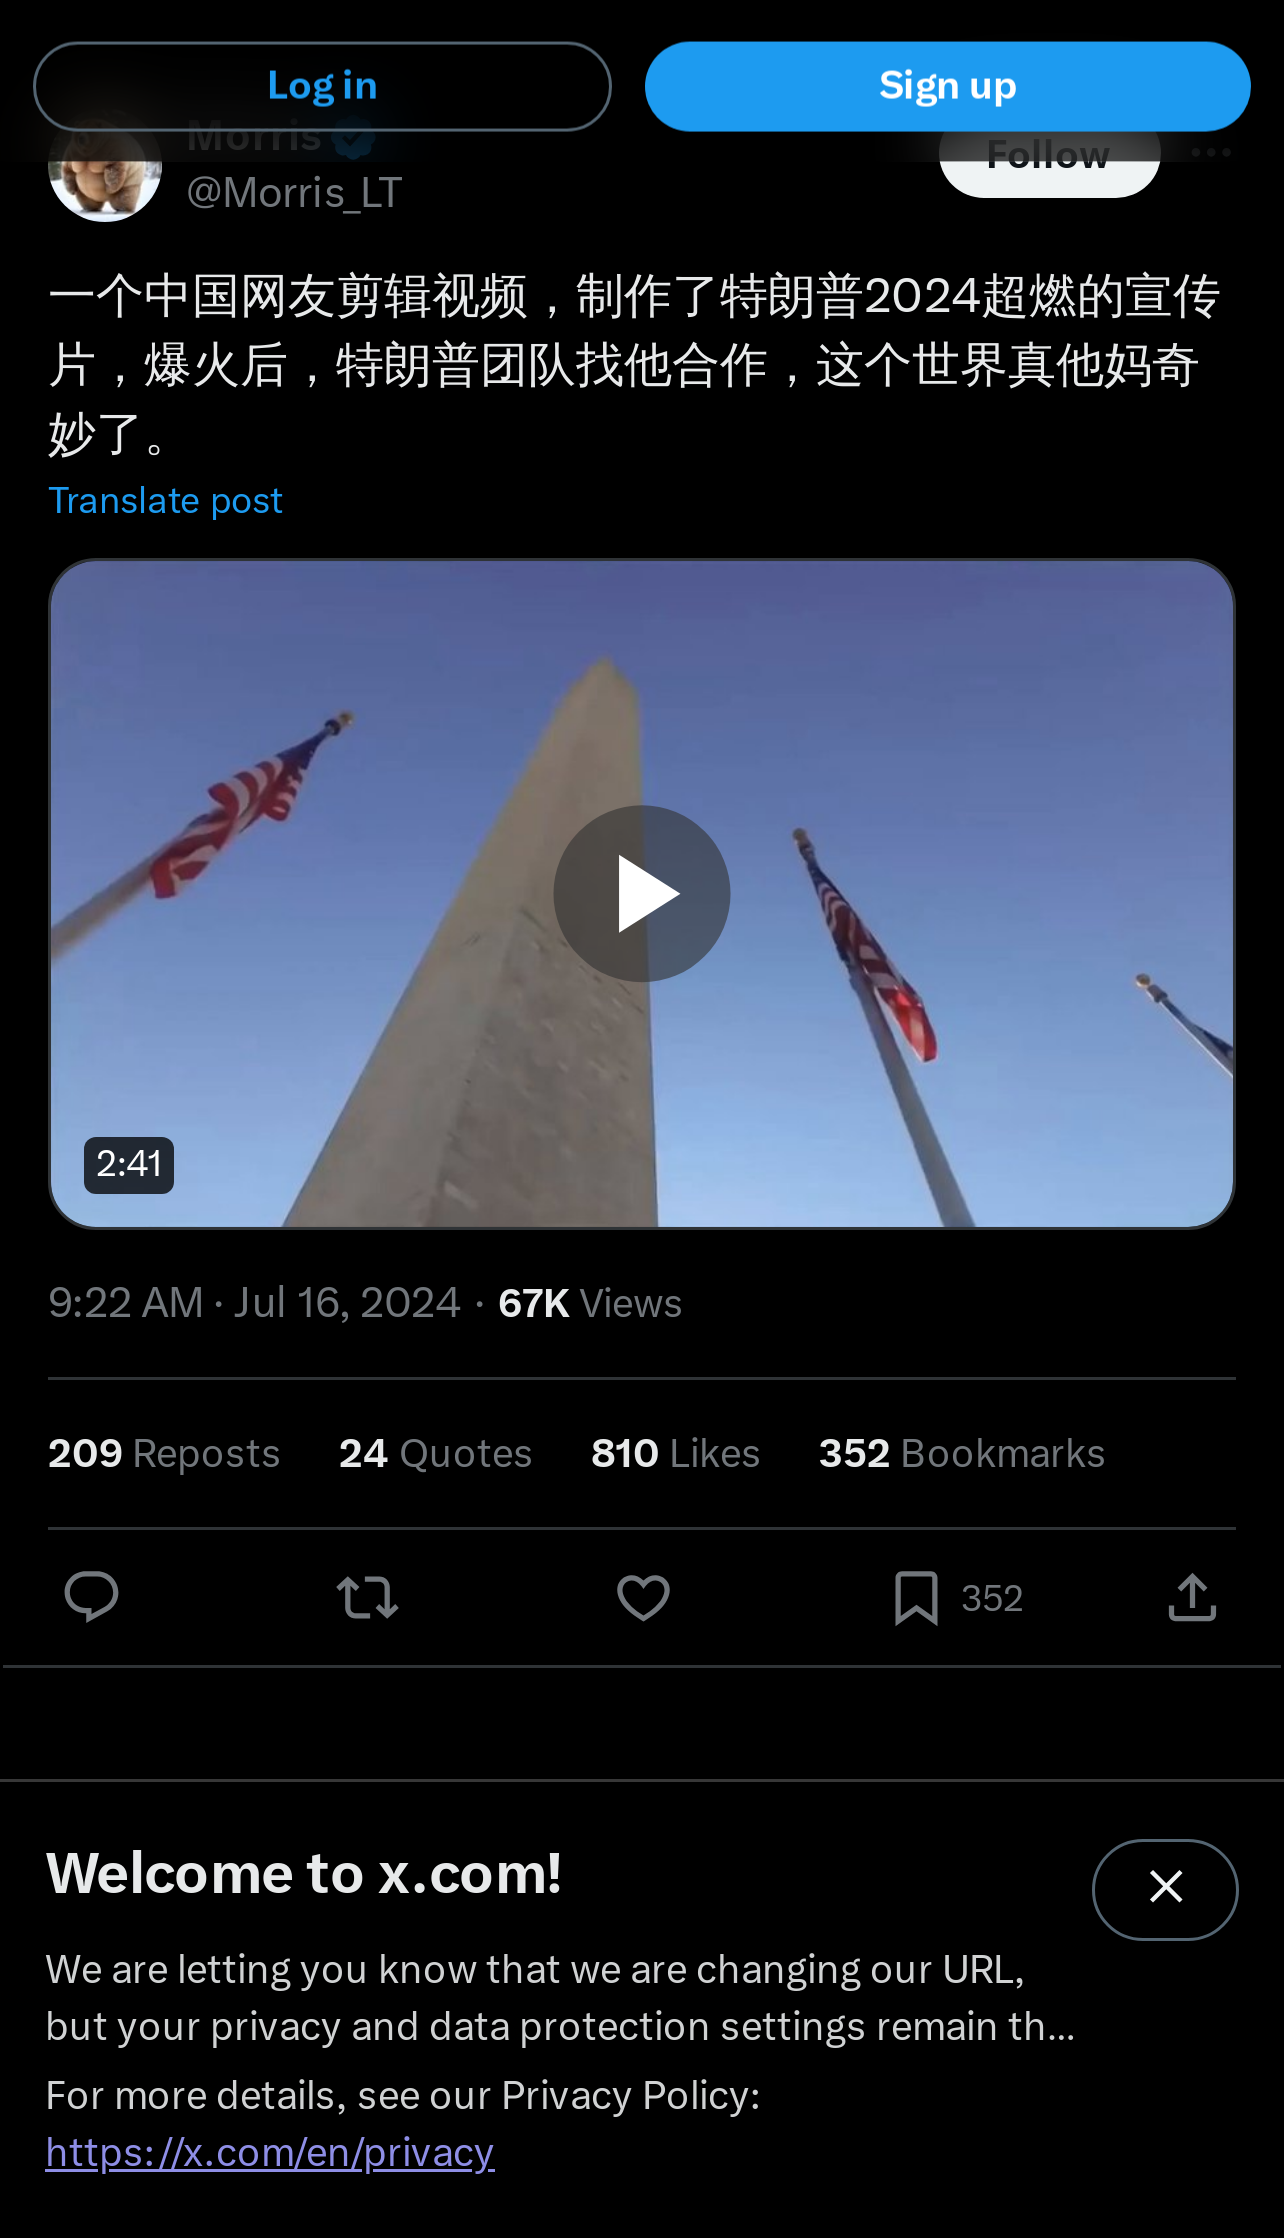 Log in
Sign up
Morris
Follow
@Morris_LT
一个中国网友剪辑视频，制作了特朗普2024超燃的宣传
片，爆火后，特朗普团队找他合作，这个世界真他妈奇
妙了。
Translate post
2:41
9:22 AM · Jul 16, 2024 · 67K Views
209 Reposts 24 Quotes 810 Likes 352 Bookmarks
352
Welcome to x.com!
We are letting you know that we are changing our URL,
but your privacy and data protection settings remain th...
For more details, see our Privacy Policy:
https://x.com/en/privacy